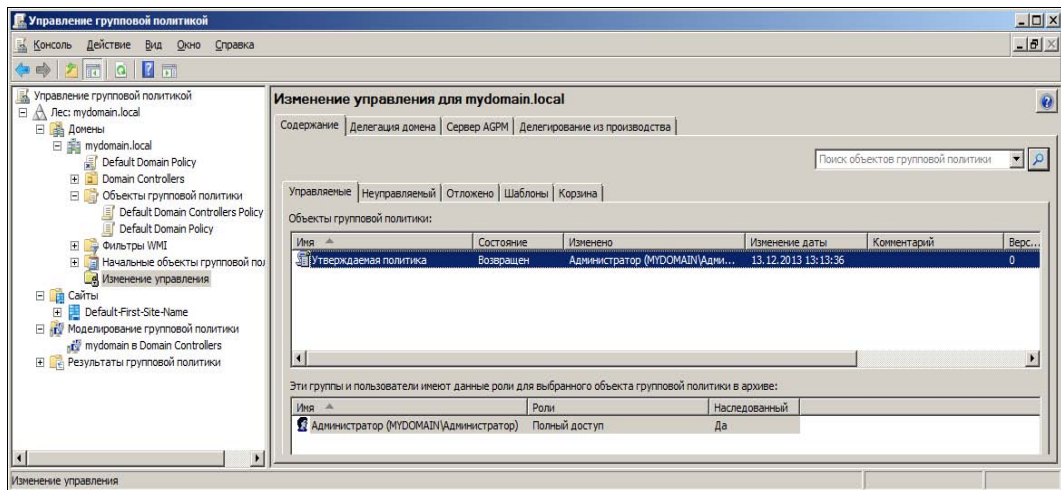 Управление групповой политикой
Консоль Действие Вид Окно Справка
Управление групповой политикой
Лес: mydomain.local
Домены
mydomain.local
Default Domain Policy
Domain Controllers
Объекты групповой политики
Default Domain Controllers Policy
Default Domain Policy
Фильтры WMI
Начальные объекты групповой пол
Изменение управления
Сайты
Default-First-Site-Name
Моделирование групповой политики
mydomain в Domain Controllers
Результаты групповой политики
Изменение управления для mydomain.local
Содержание Делегация домена Сервер AGPM Делегирование из производства
Поиск объектов групповой политики
Управляемые Неуправляемый Отложено Шаблоны Корзина
Объекты групповой политики:
Имя Состояние Изменено Изменение даты Комментарий Верс...
Утверждаемая политика Возвращен Администратор (MYDOMAIN\Адми... 13.12.2013 13:13:36 0
Эти группы и пользователи имеют данные роли для выбранного объекта групповой политики в архиве:
Имя Роли Наследованный
Администратор (MYDOMAIN\Администратор) Полный доступ Да
Изменение управления